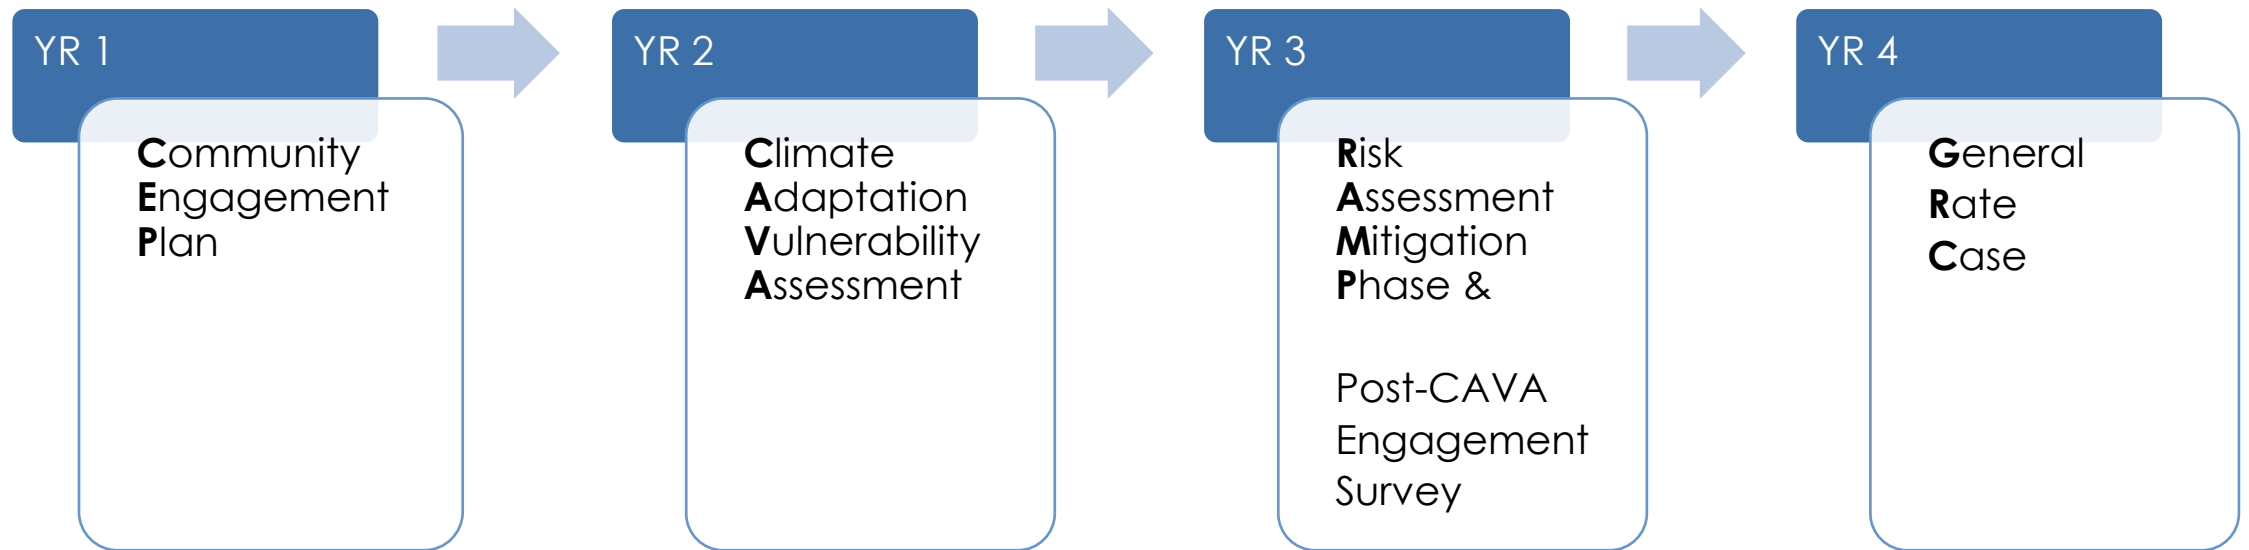 YR 1
Community
Engagement
Plan
YR 2
Climate
Adaptation
Vulnerability
Assessment
YR 3
Risk
Assessment
Mitigation
Phase &
Post-CAVA
Engagement
Survey
YR 4
General
Rate
Case